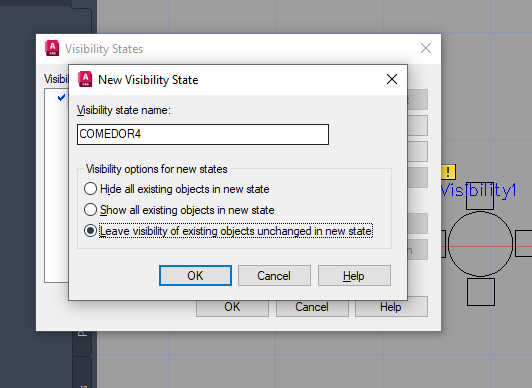 Visibility States
Visibi
New Visibility State
Visibility state name:
COMEDOR4
Visibility options for new states
Hide all existing objects in new state
Show all existing objects in new state
Leave visibility of existing objects unchanged in new state
OK
Cancel
Help
OK
Cancel
Help
!
Visibility1